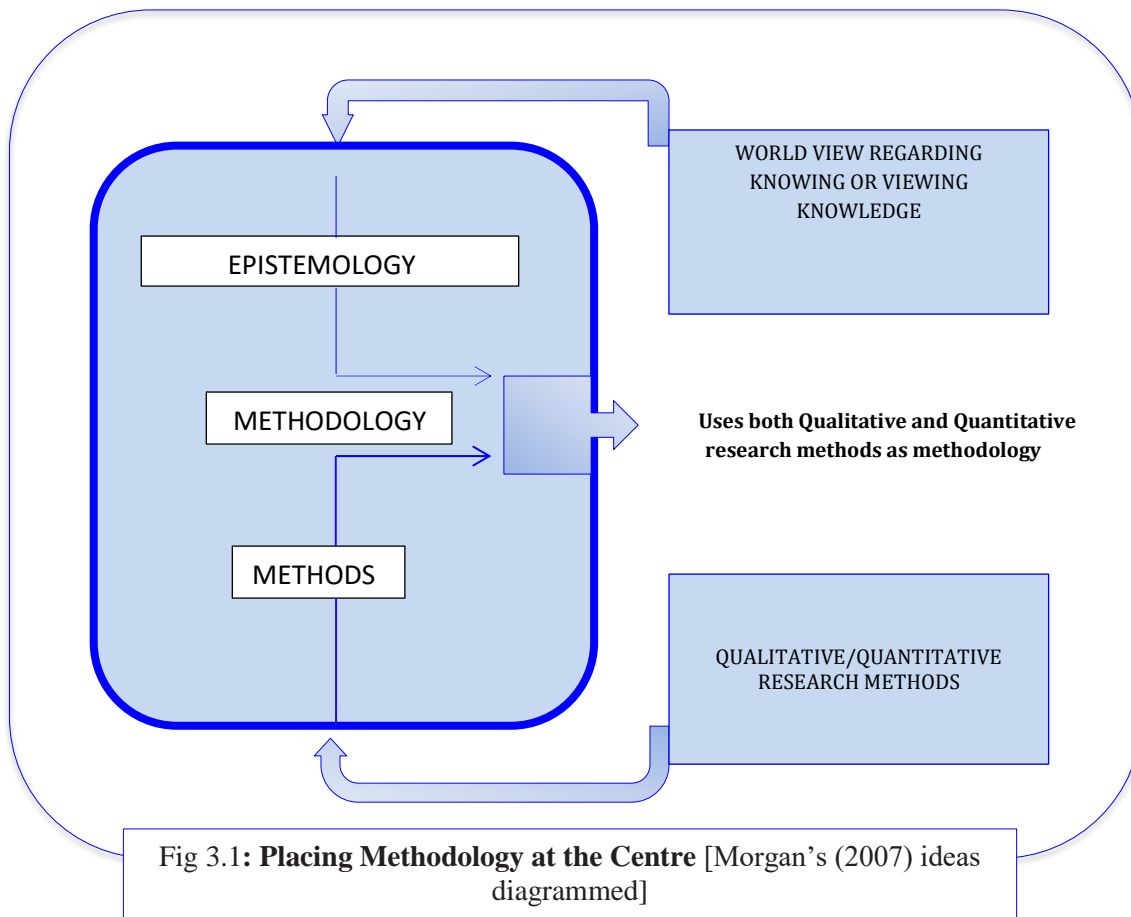 WORLD VIEW REGARDING
KNOWING OR VIEWING
KNOWLEDGE
EPISTEMOLOGY
METHODOLOGY
Uses both Qualitative and Quantitative
research methods as methodology
METHODS
QUALITATIVE/QUANTITATIVE
RESEARCH METHODS
Fig 3.1: Placing Methodology at the Centre [Morgan’s (2007) ideas
diagrammed]